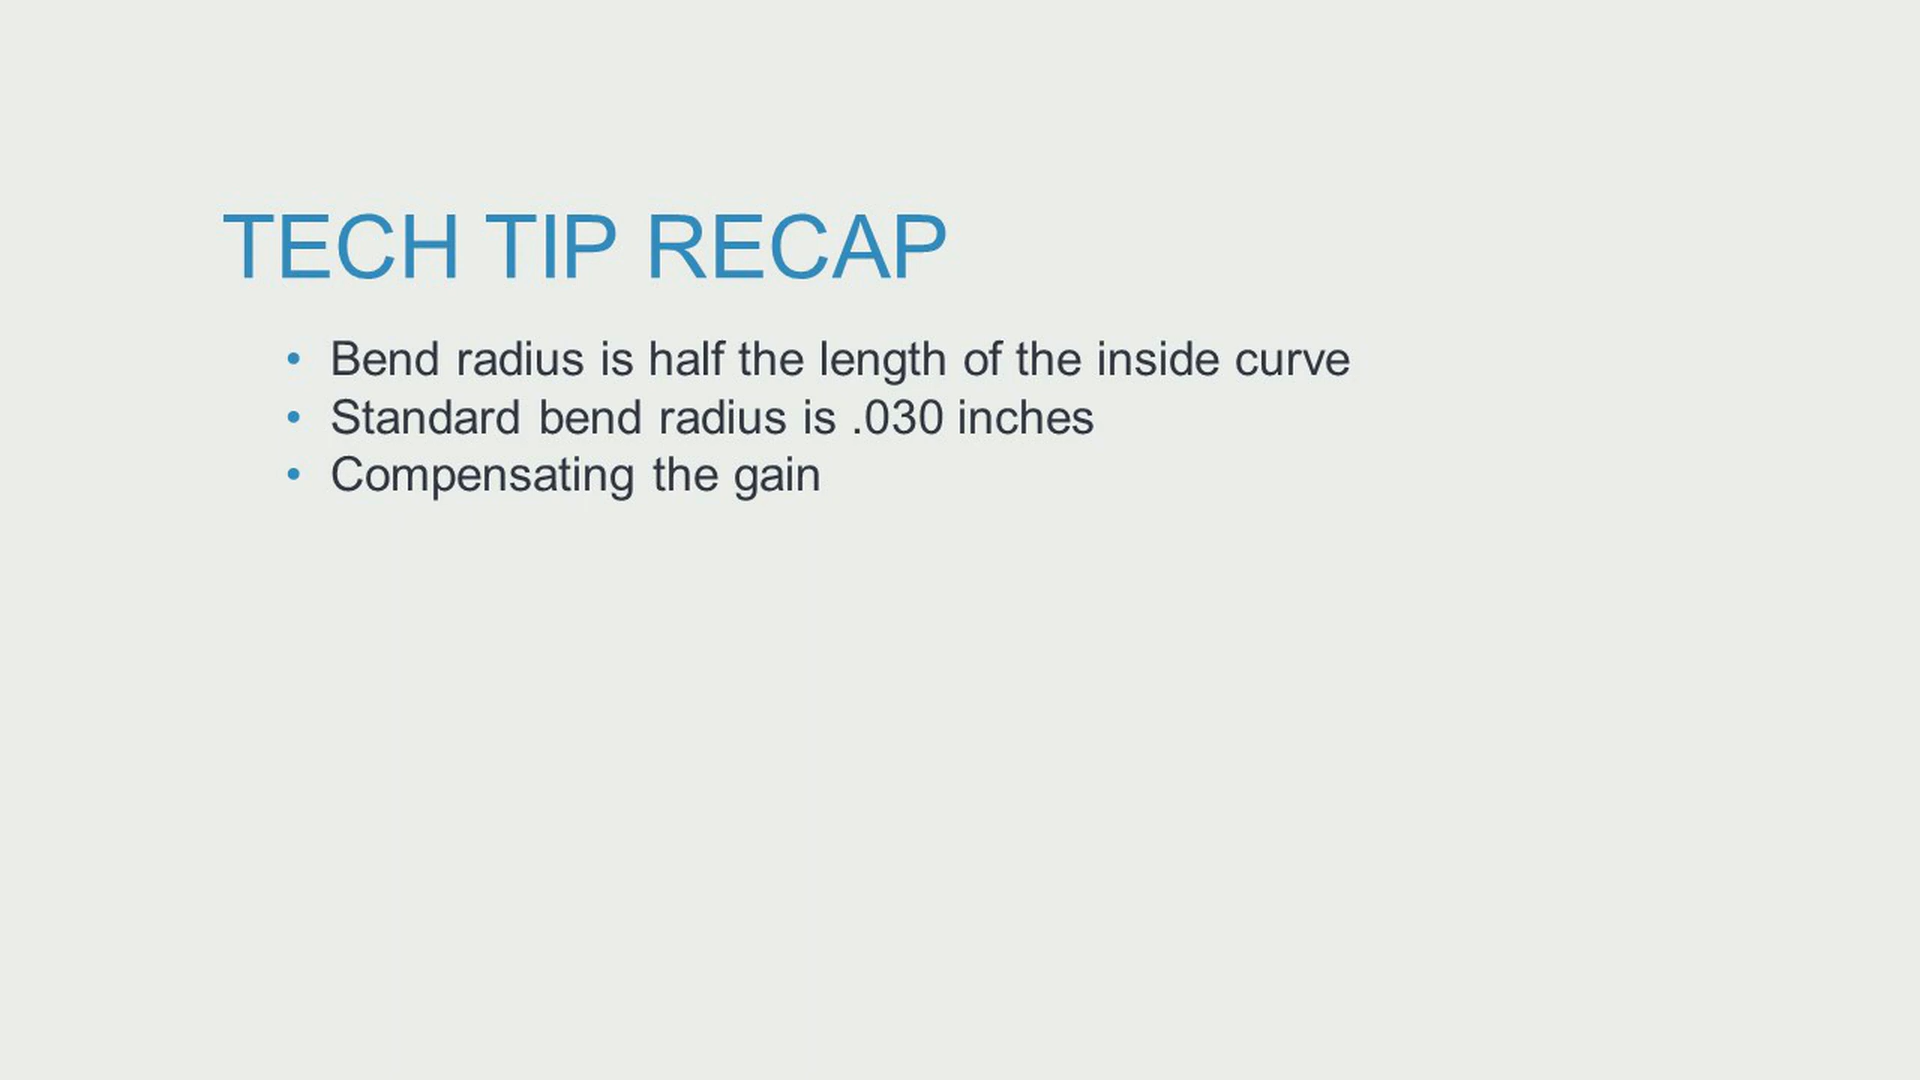 TECH TIP RECAP
• Bend radius is half the length of the inside curve
• Standard bend radius is .030 inches
• Compensating the gain